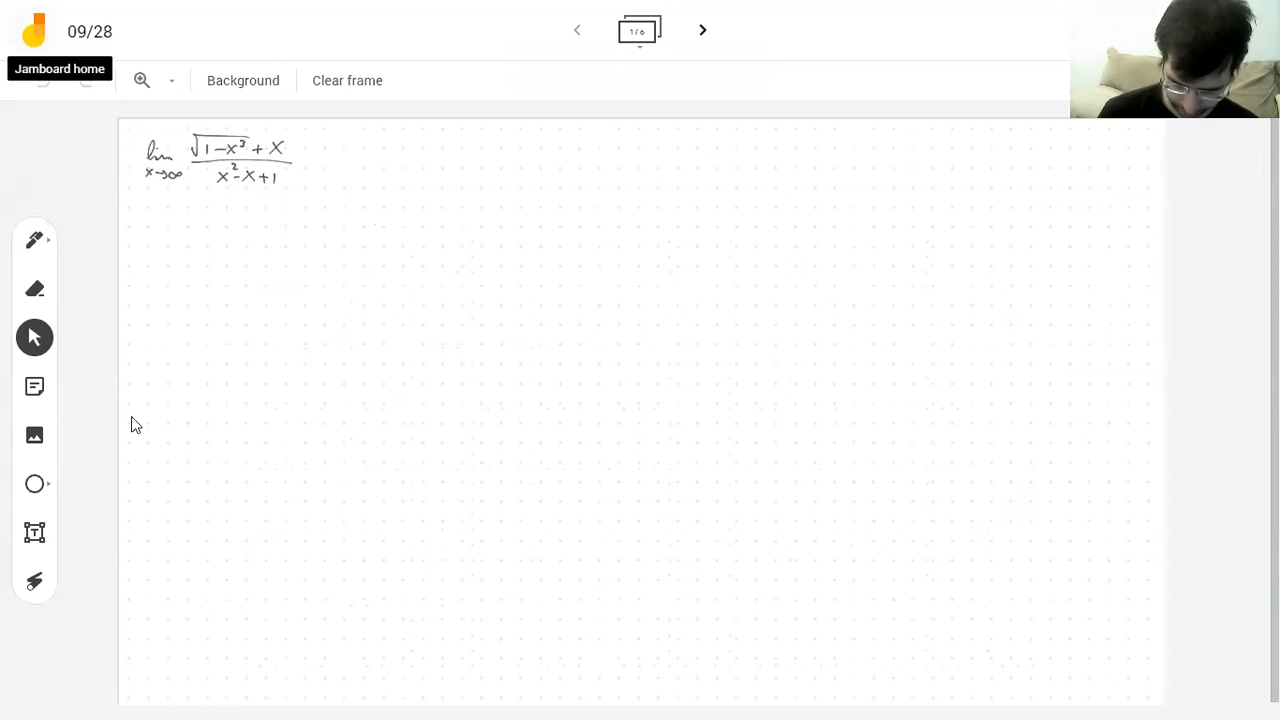 09/28
1/6
Jamboard home
Background
Clear frame
lim x→∞ (√(1-x³) + x)/(x² - x + 1)
T